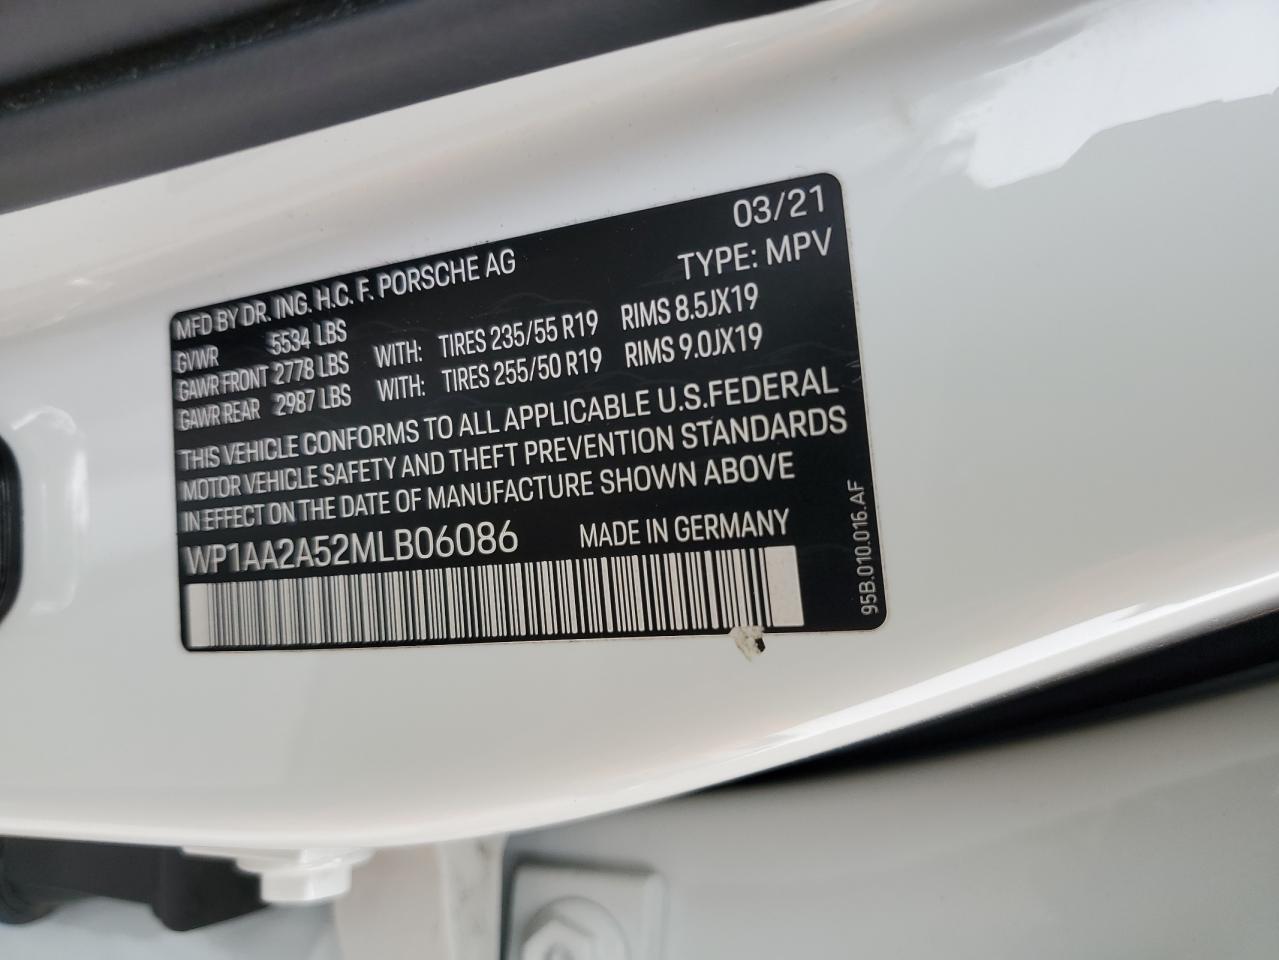 03/21
MFD BY DR. ING. H.C. F. PORSCHE AG TYPE: MPV
GVWR 5534 LBS
GAWR FRONT 2778 LBS WITH: TIRES 235/55 R19 RIMS 8.5JX19
GAWR REAR 2987 LBS WITH: TIRES 255/50 R19 RIMS 9.0JX19
THIS VEHICLE CONFORMS TO ALL APPLICABLE U.S.FEDERAL
MOTOR VEHICLE SAFETY AND THEFT PREVENTION STANDARDS
IN EFFECT ON THE DATE OF MANUFACTURE SHOWN ABOVE
WP1AA2A52MLB06086 MADE IN GERMANY
95B.010.016.AF